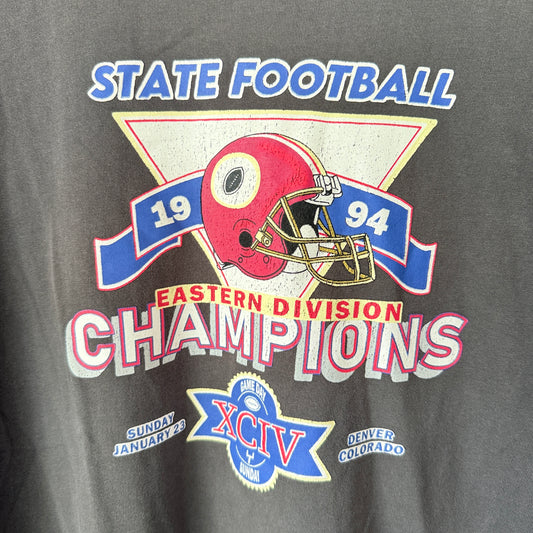 STATE FOOTBALL
19 94
EASTERN DIVISION
CHAMPIONS
GAME DAY
XCIV
SUNDAY
SUNDAY
JANUARY 23
DENVER
COLORADO